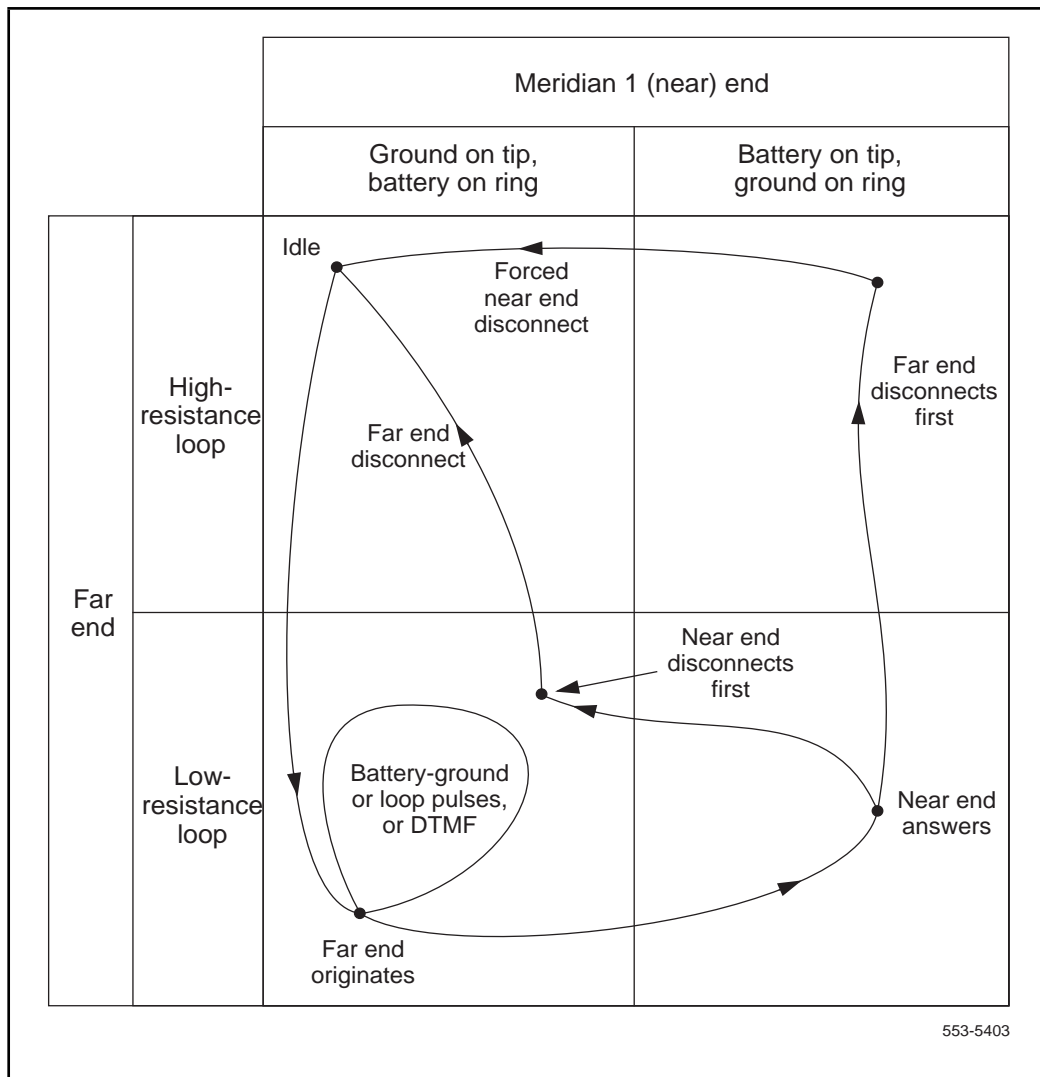 Meridian 1 (near) end
Ground on tip,
battery on ring
Battery on tip,
ground on ring
Far
end
High-
resistance
loop
Idle
Forced
near end
disconnect
Far end
disconnect
Far end
disconnects
first
Low-
resistance
loop
Near end
disconnects
first
Battery-ground
or loop pulses,
or DTMF
Near end
answers
Far end
originates
553-5403